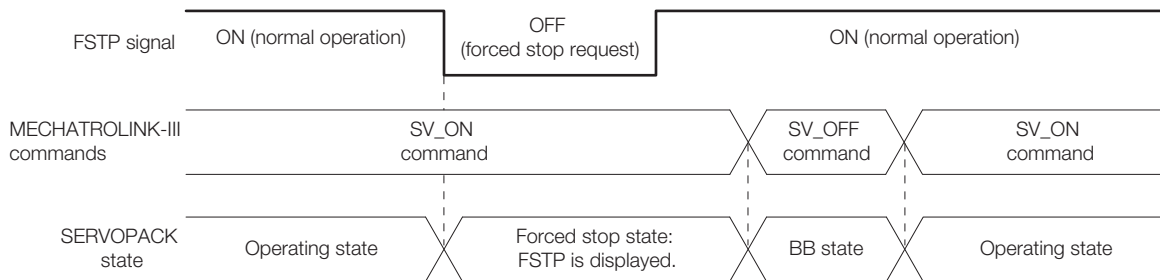 FSTP signal
ON (normal operation)
OFF
(forced stop request)
ON (normal operation)
MECHATROLINK-III
commands
SV_ON
command
SV_OFF
command
SV_ON
command
SERVOPACK
state
Operating state
Forced stop state:
FSTP is displayed.
BB state
Operating state